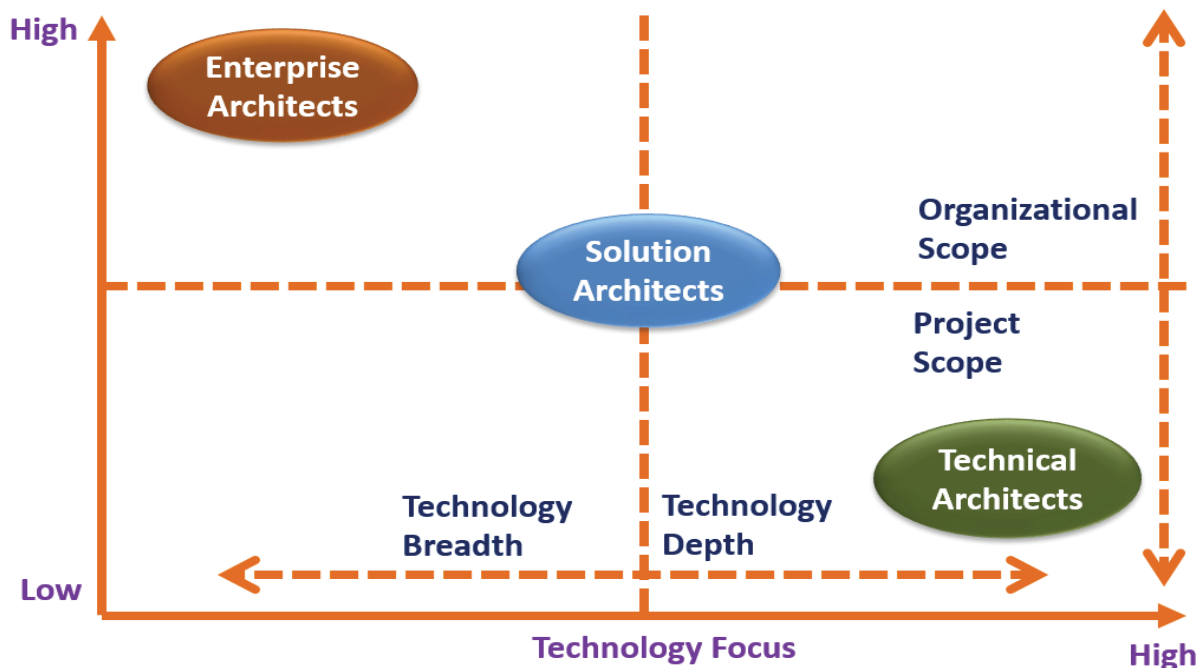 High
Enterprise
Architects
Organizational
Scope
Solution
Architects
Project
Scope
Technical
Architects
Technology
Breadth
Technology
Depth
Low
Technology Focus
High